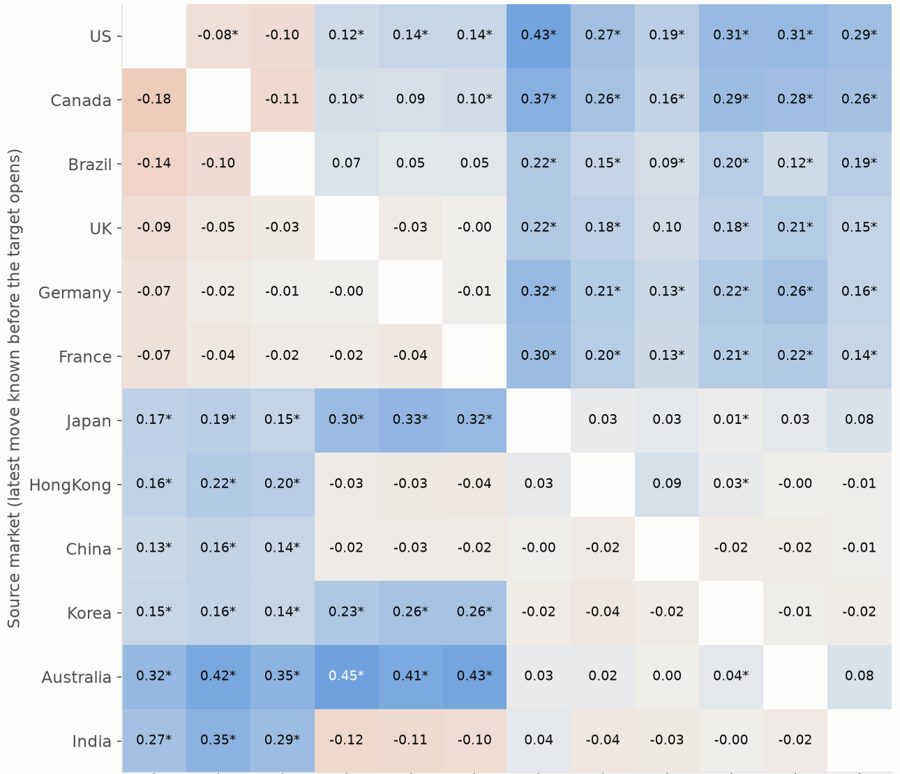 Source market (latest move known before the target opens)
US -0.08* -0.10 0.12* 0.14* 0.14* 0.43* 0.27* 0.19* 0.31* 0.31* 0.29*
Canada -0.18 -0.11 0.10* 0.09 0.10* 0.37* 0.26* 0.16* 0.29* 0.28* 0.26*
Brazil -0.14 -0.10 0.07 0.05 0.05 0.22* 0.15* 0.09* 0.20* 0.12* 0.19*
UK -0.09 -0.05 -0.03 -0.03 -0.00 0.22* 0.18* 0.10 0.18* 0.21* 0.15*
Germany -0.07 -0.02 -0.01 -0.00 -0.01 0.32* 0.21* 0.13* 0.22* 0.26* 0.16*
France -0.07 -0.04 -0.02 -0.02 -0.04 0.30* 0.20* 0.13* 0.21* 0.22* 0.14*
Japan 0.17* 0.19* 0.15* 0.30* 0.33* 0.32* 0.03 0.03 0.01* 0.03 0.08
HongKong 0.16* 0.22* 0.20* -0.03 -0.03 -0.04 0.03 0.09 0.03* -0.00 -0.01
China 0.13* 0.16* 0.14* -0.02 -0.03 -0.02 -0.00 -0.02 -0.02 -0.02 -0.01
Korea 0.15* 0.16* 0.14* 0.23* 0.26* 0.26* -0.02 -0.04 -0.02 -0.01 -0.02
Australia 0.32* 0.42* 0.35* 0.45* 0.41* 0.43* 0.03 0.02 0.00 0.04* 0.08
India 0.27* 0.35* 0.29* -0.12 -0.11 -0.10 0.04 -0.04 -0.03 -0.00 -0.02